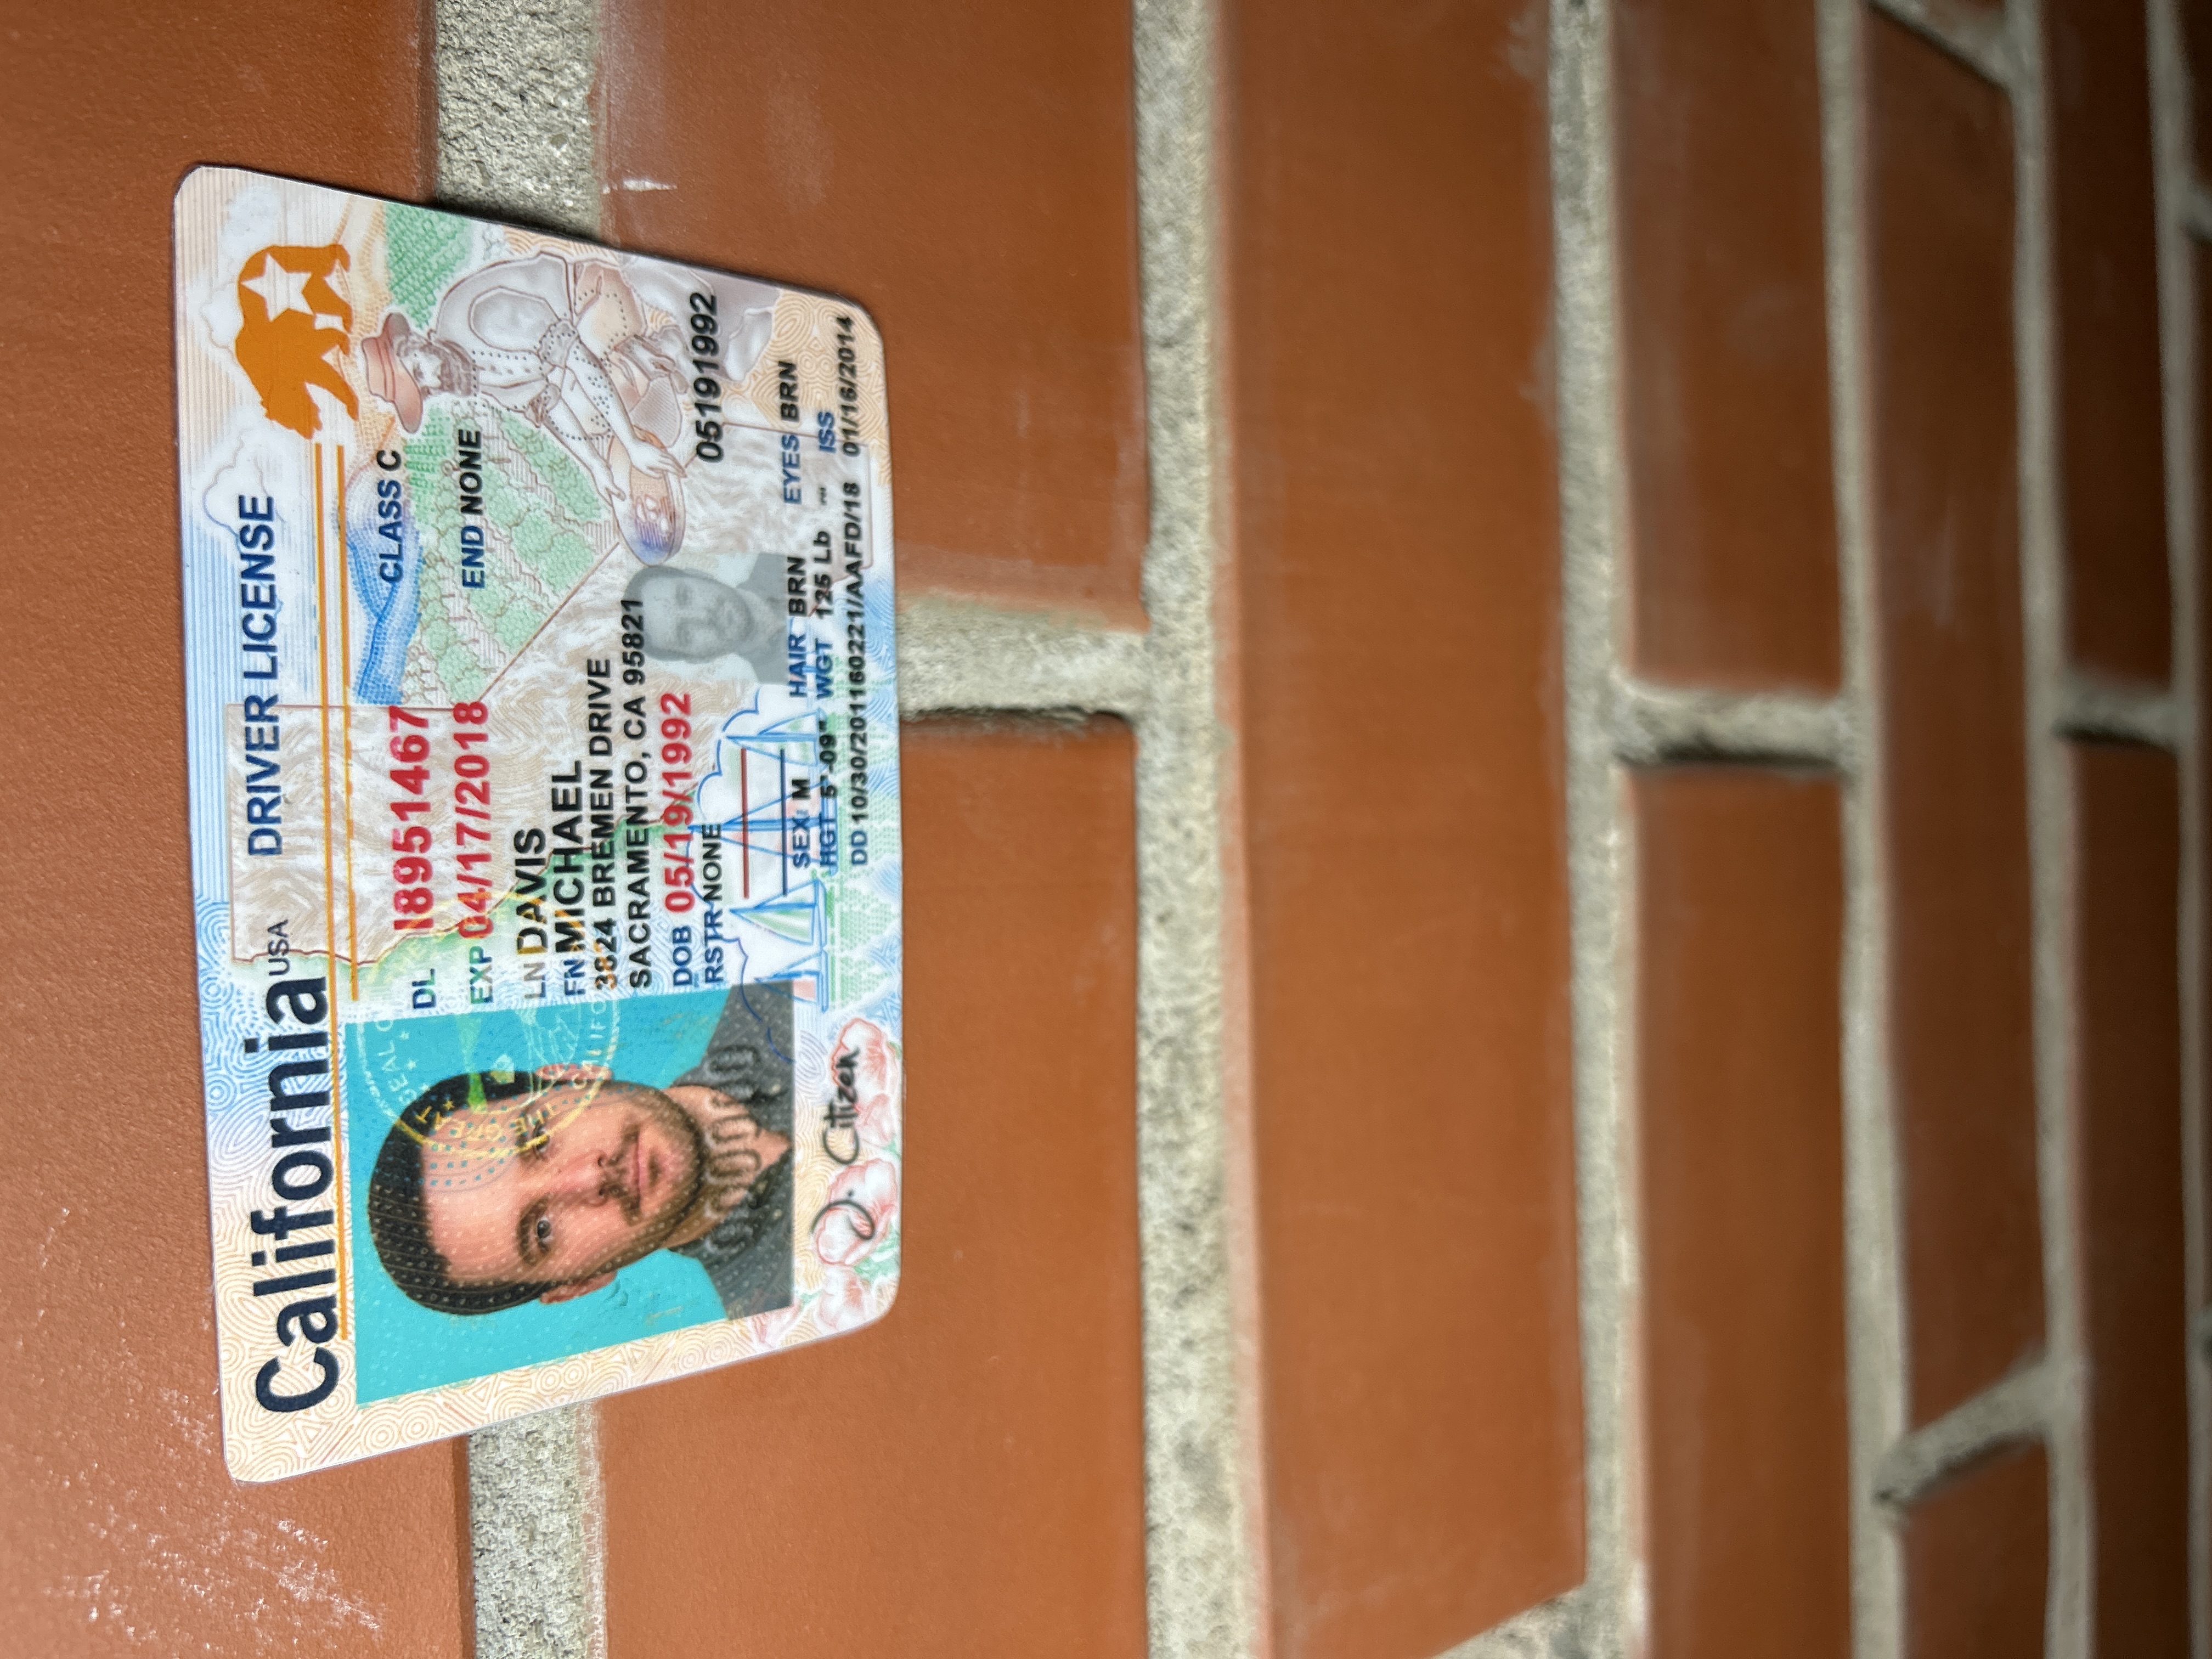 California USA DRIVER LICENSE
DL I8951467 CLASS C
EXP 04/17/2018 END NONE
LN DAVIS
FN MICHAEL
3824 BREMEN DRIVE
SACRAMENTO, CA 95821
DOB 05/19/1992
RSTR NONE 05191992
SEX M HAIR BRN EYES BRN
HGT 5'-09" WGT 125 Lb ISS
DD 10/30/201160221/AAFD/18 01/16/2014
J. Citizen